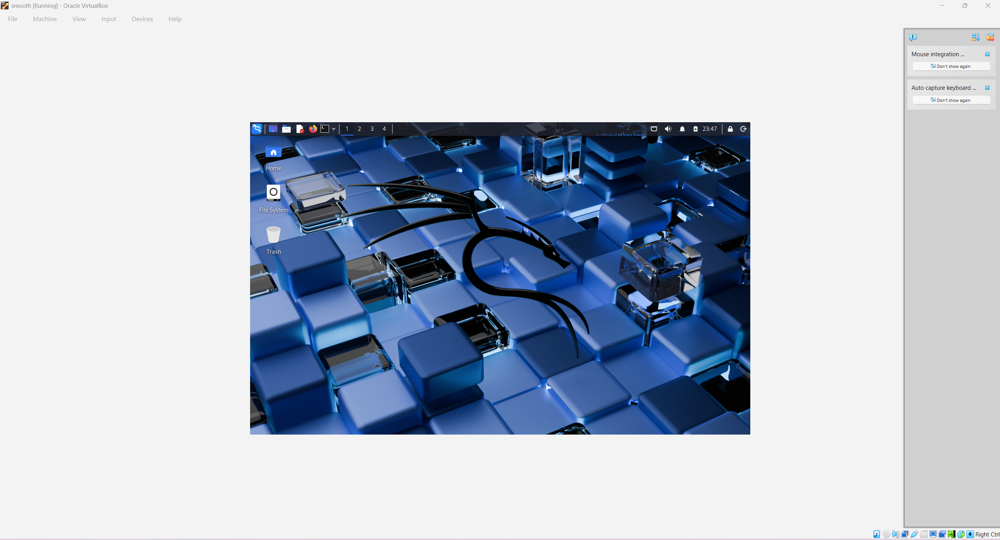 smooth [Running] - Oracle VirtualBox
File Machine View Input Devices Help
Mouse integration ...
Don't show again
Auto capture keyboard ...
Don't show again
1 2 3 4 23:47
Home
File System
Trash
Right Ctrl